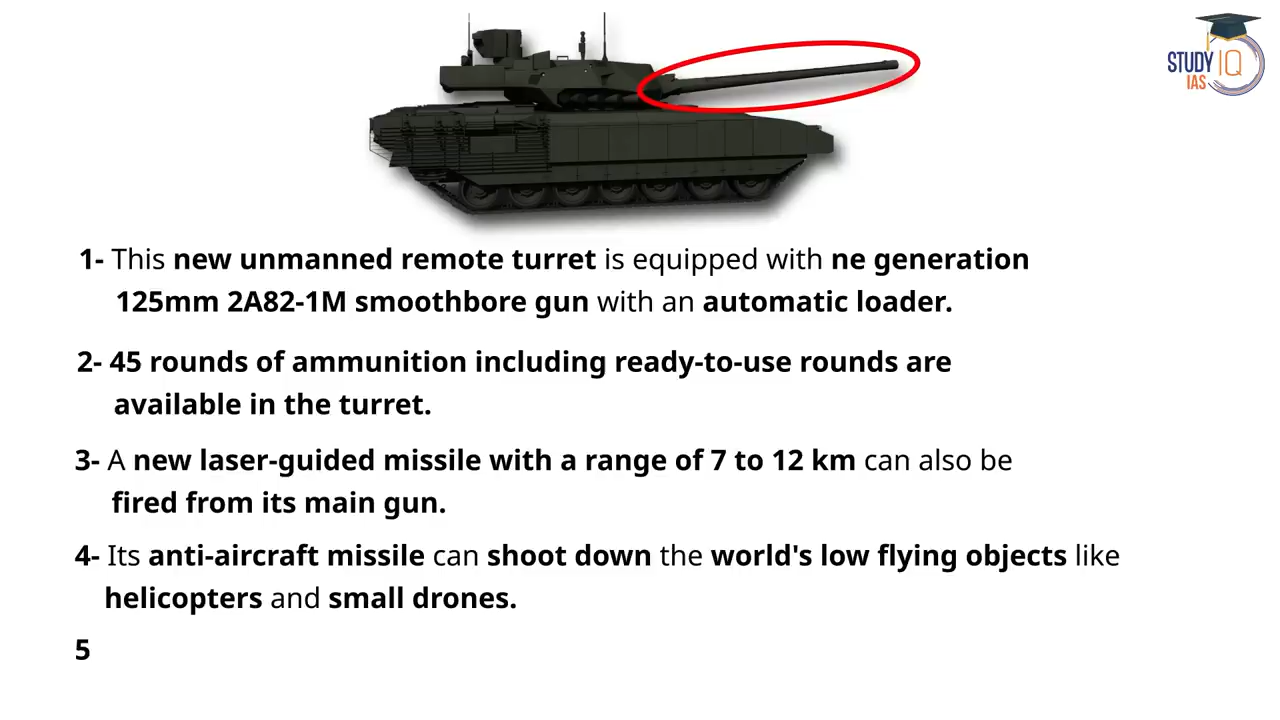 STUDY IQ
IAS
1- This new unmanned remote turret is equipped with ne generation
125mm 2A82-1M smoothbore gun with an automatic loader.
2- 45 rounds of ammunition including ready-to-use rounds are
available in the turret.
3- A new laser-guided missile with a range of 7 to 12 km can also be
fired from its main gun.
4- Its anti-aircraft missile can shoot down the world's low flying objects like
helicopters and small drones.
5